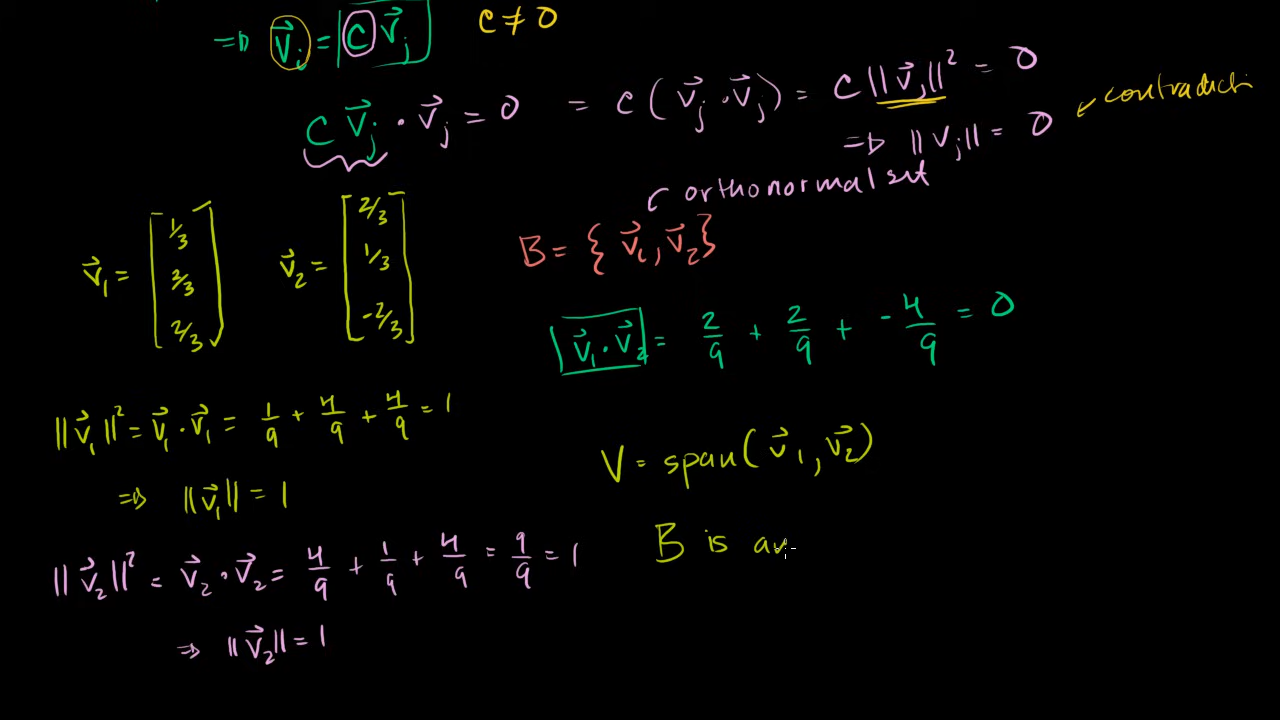 ⇒ v⃗ᵢ = c v⃗ⱼ   c ≠ 0
c v⃗ⱼ · v⃗ⱼ = 0 = c(v⃗ⱼ · v⃗ⱼ) = c||v⃗ⱼ||² = 0
⇒ ||vⱼ|| = 0
orthonormal set
v⃗₁ = [1/3 2/3 2/3]   v⃗₂ = [2/3 1/3 -2/3]
B = {v⃗₁, v⃗₂}
v⃗₁ · v⃗₂ = 2/9 + 2/9 + -4/9 = 0
||v⃗₁||² = v⃗₁ · v⃗₁ = 1/9 + 4/9 + 4/9 = 1
⇒ ||v⃗₁|| = 1
V = span(v⃗₁, v⃗₂)
B is an
||v⃗₂||² = v⃗₂ · v⃗₂ = 4/9 + 1/9 + 4/9 = 9/9 = 1
⇒ ||v⃗₂|| = 1